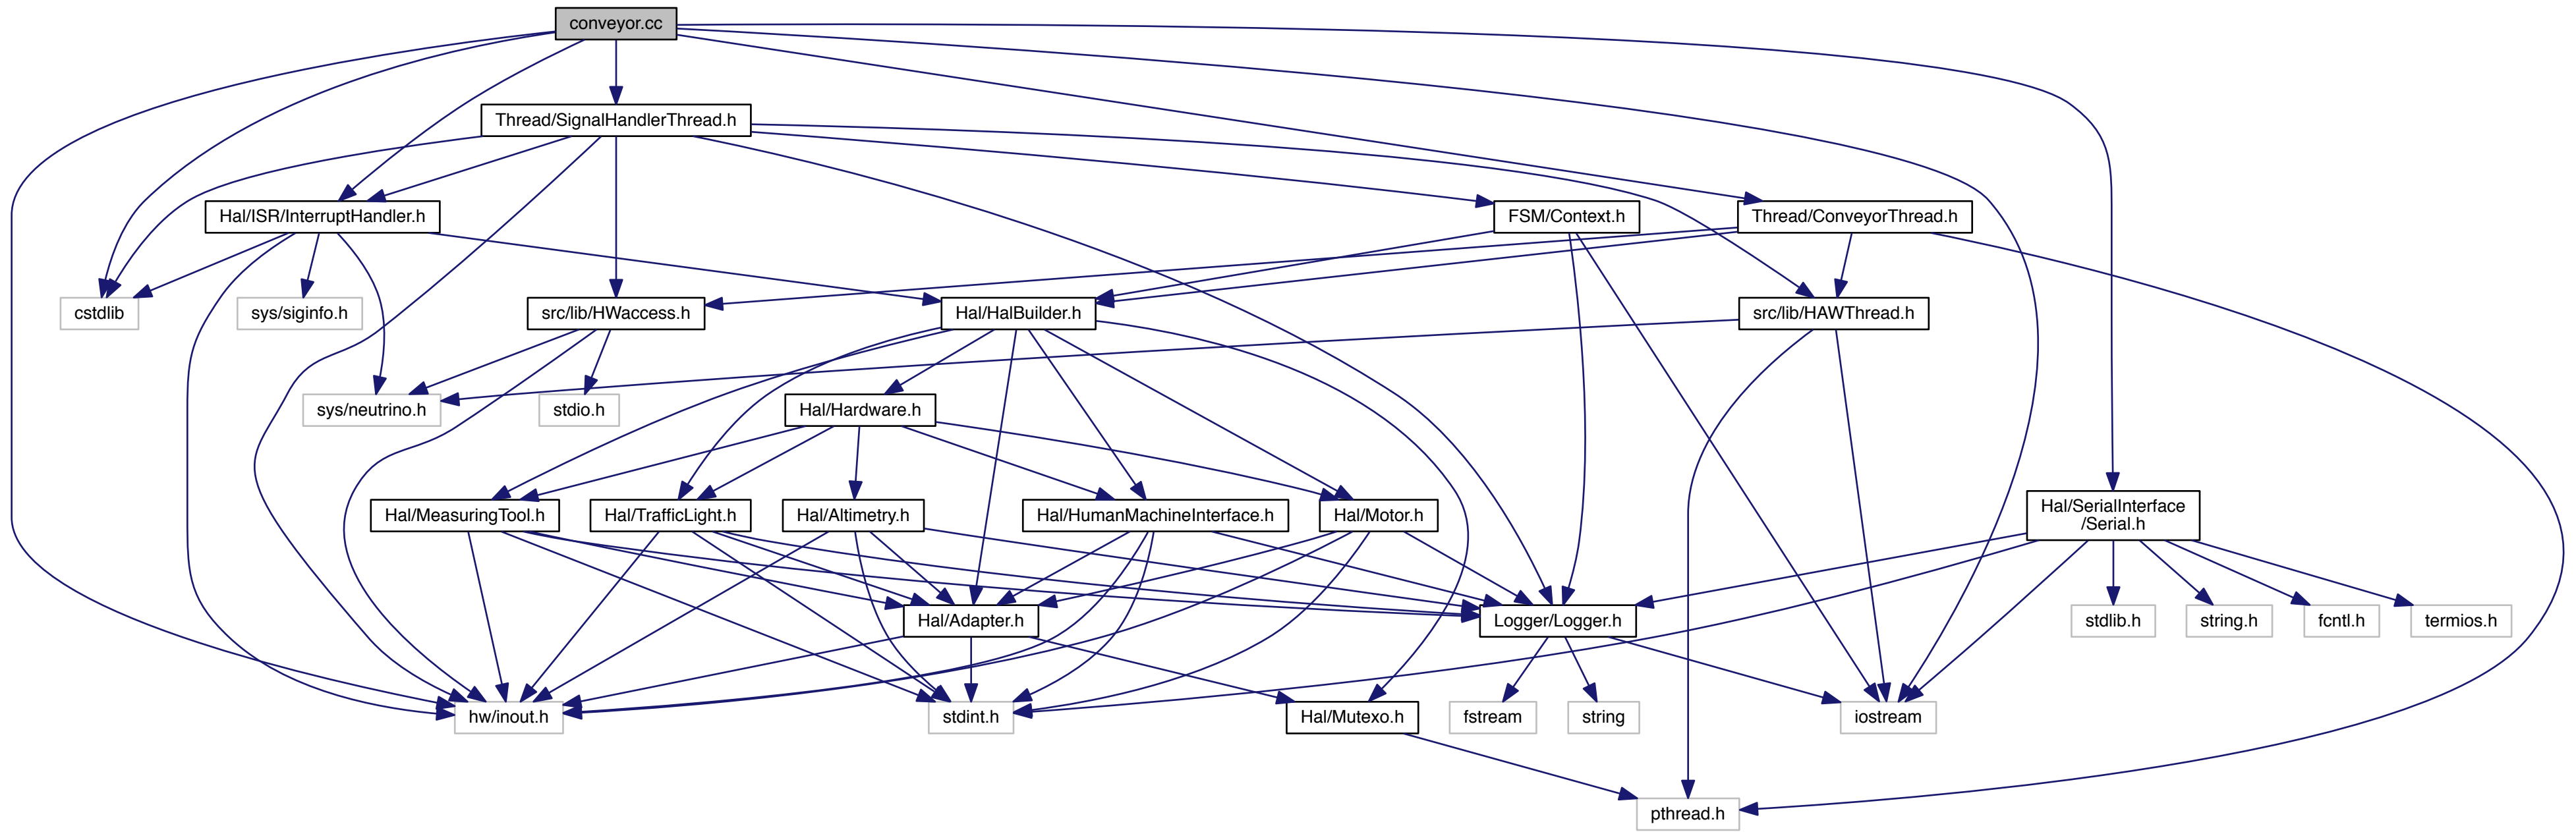 conveyor.cc
Thread/SignalHandlerThread.h
Hal/ISR/InterruptHandler.h
FSM/Context.h
Thread/ConveyorThread.h
cstdlib
sys/siginfo.h
src/lib/HWaccess.h
Hal/HalBuilder.h
src/lib/HAWThread.h
sys/neutrino.h
stdio.h
Hal/Hardware.h
Hal/MeasuringTool.h
Hal/TrafficLight.h
Hal/Altimetry.h
Hal/HumanMachineInterface.h
Hal/Motor.h
Hal/SerialInterface
/Serial.h
Hal/Adapter.h
Logger/Logger.h
stdlib.h
string.h
fcntl.h
termios.h
hw/inout.h
stdint.h
Hal/Mutexo.h
fstream
string
iostream
pthread.h